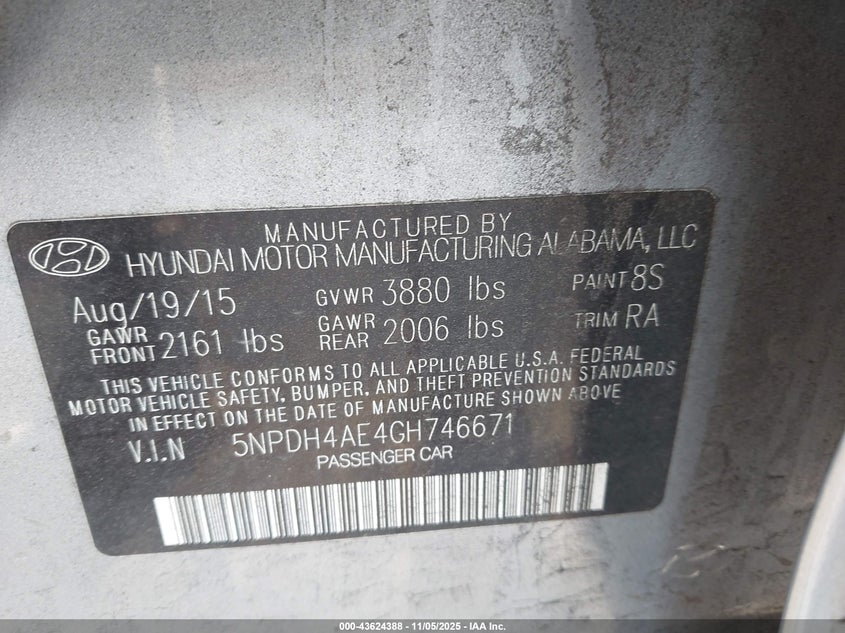 MANUFACTURED BY
HYUNDAI MOTOR MANUFACTURING ALABAMA, LLC
Aug/19/15 GVWR 3880 lbs PAINT 8S
GAWR FRONT 2161 lbs GAWR REAR 2006 lbs TRIM RA
THIS VEHICLE CONFORMS TO ALL APPLICABLE U.S.A. FEDERAL
MOTOR VEHICLE SAFETY, BUMPER, AND THEFT PREVENTION STANDARDS
IN EFFECT ON THE DATE OF MANUFACTURE SHOWN ABOVE
V.I.N 5NPDH4AE4GH746671
PASSENGER CAR
000-43624388 - 11/05/2025 - IAA Inc.